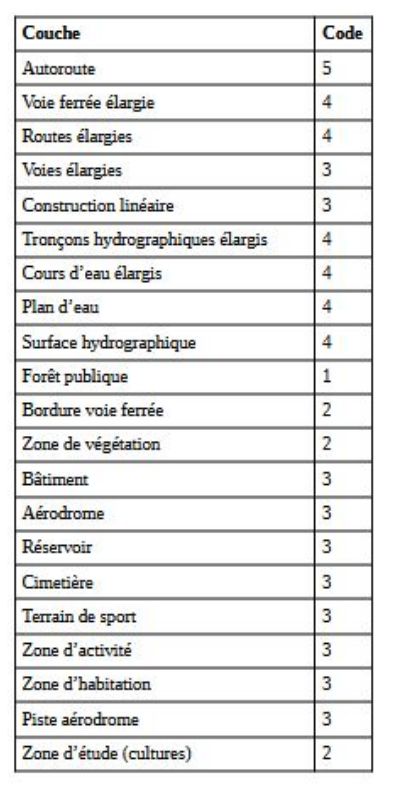 Couche Code
Autoroute 5
Voie ferrée élargie 4
Routes élargies 4
Voies élargies 3
Construction linéaire 3
Tronçons hydrographiques élargis 4
Cours d’eau élargis 4
Plan d’eau 4
Surface hydrographique 4
Forêt publique 1
Bordure voie ferrée 2
Zone de végétation 2
Bâtiment 3
Aérodrome 3
Réservoir 3
Cimetière 3
Terrain de sport 3
Zone d’activité 3
Zone d’habitation 3
Piste aérodrome 3
Zone d’étude (cultures) 2